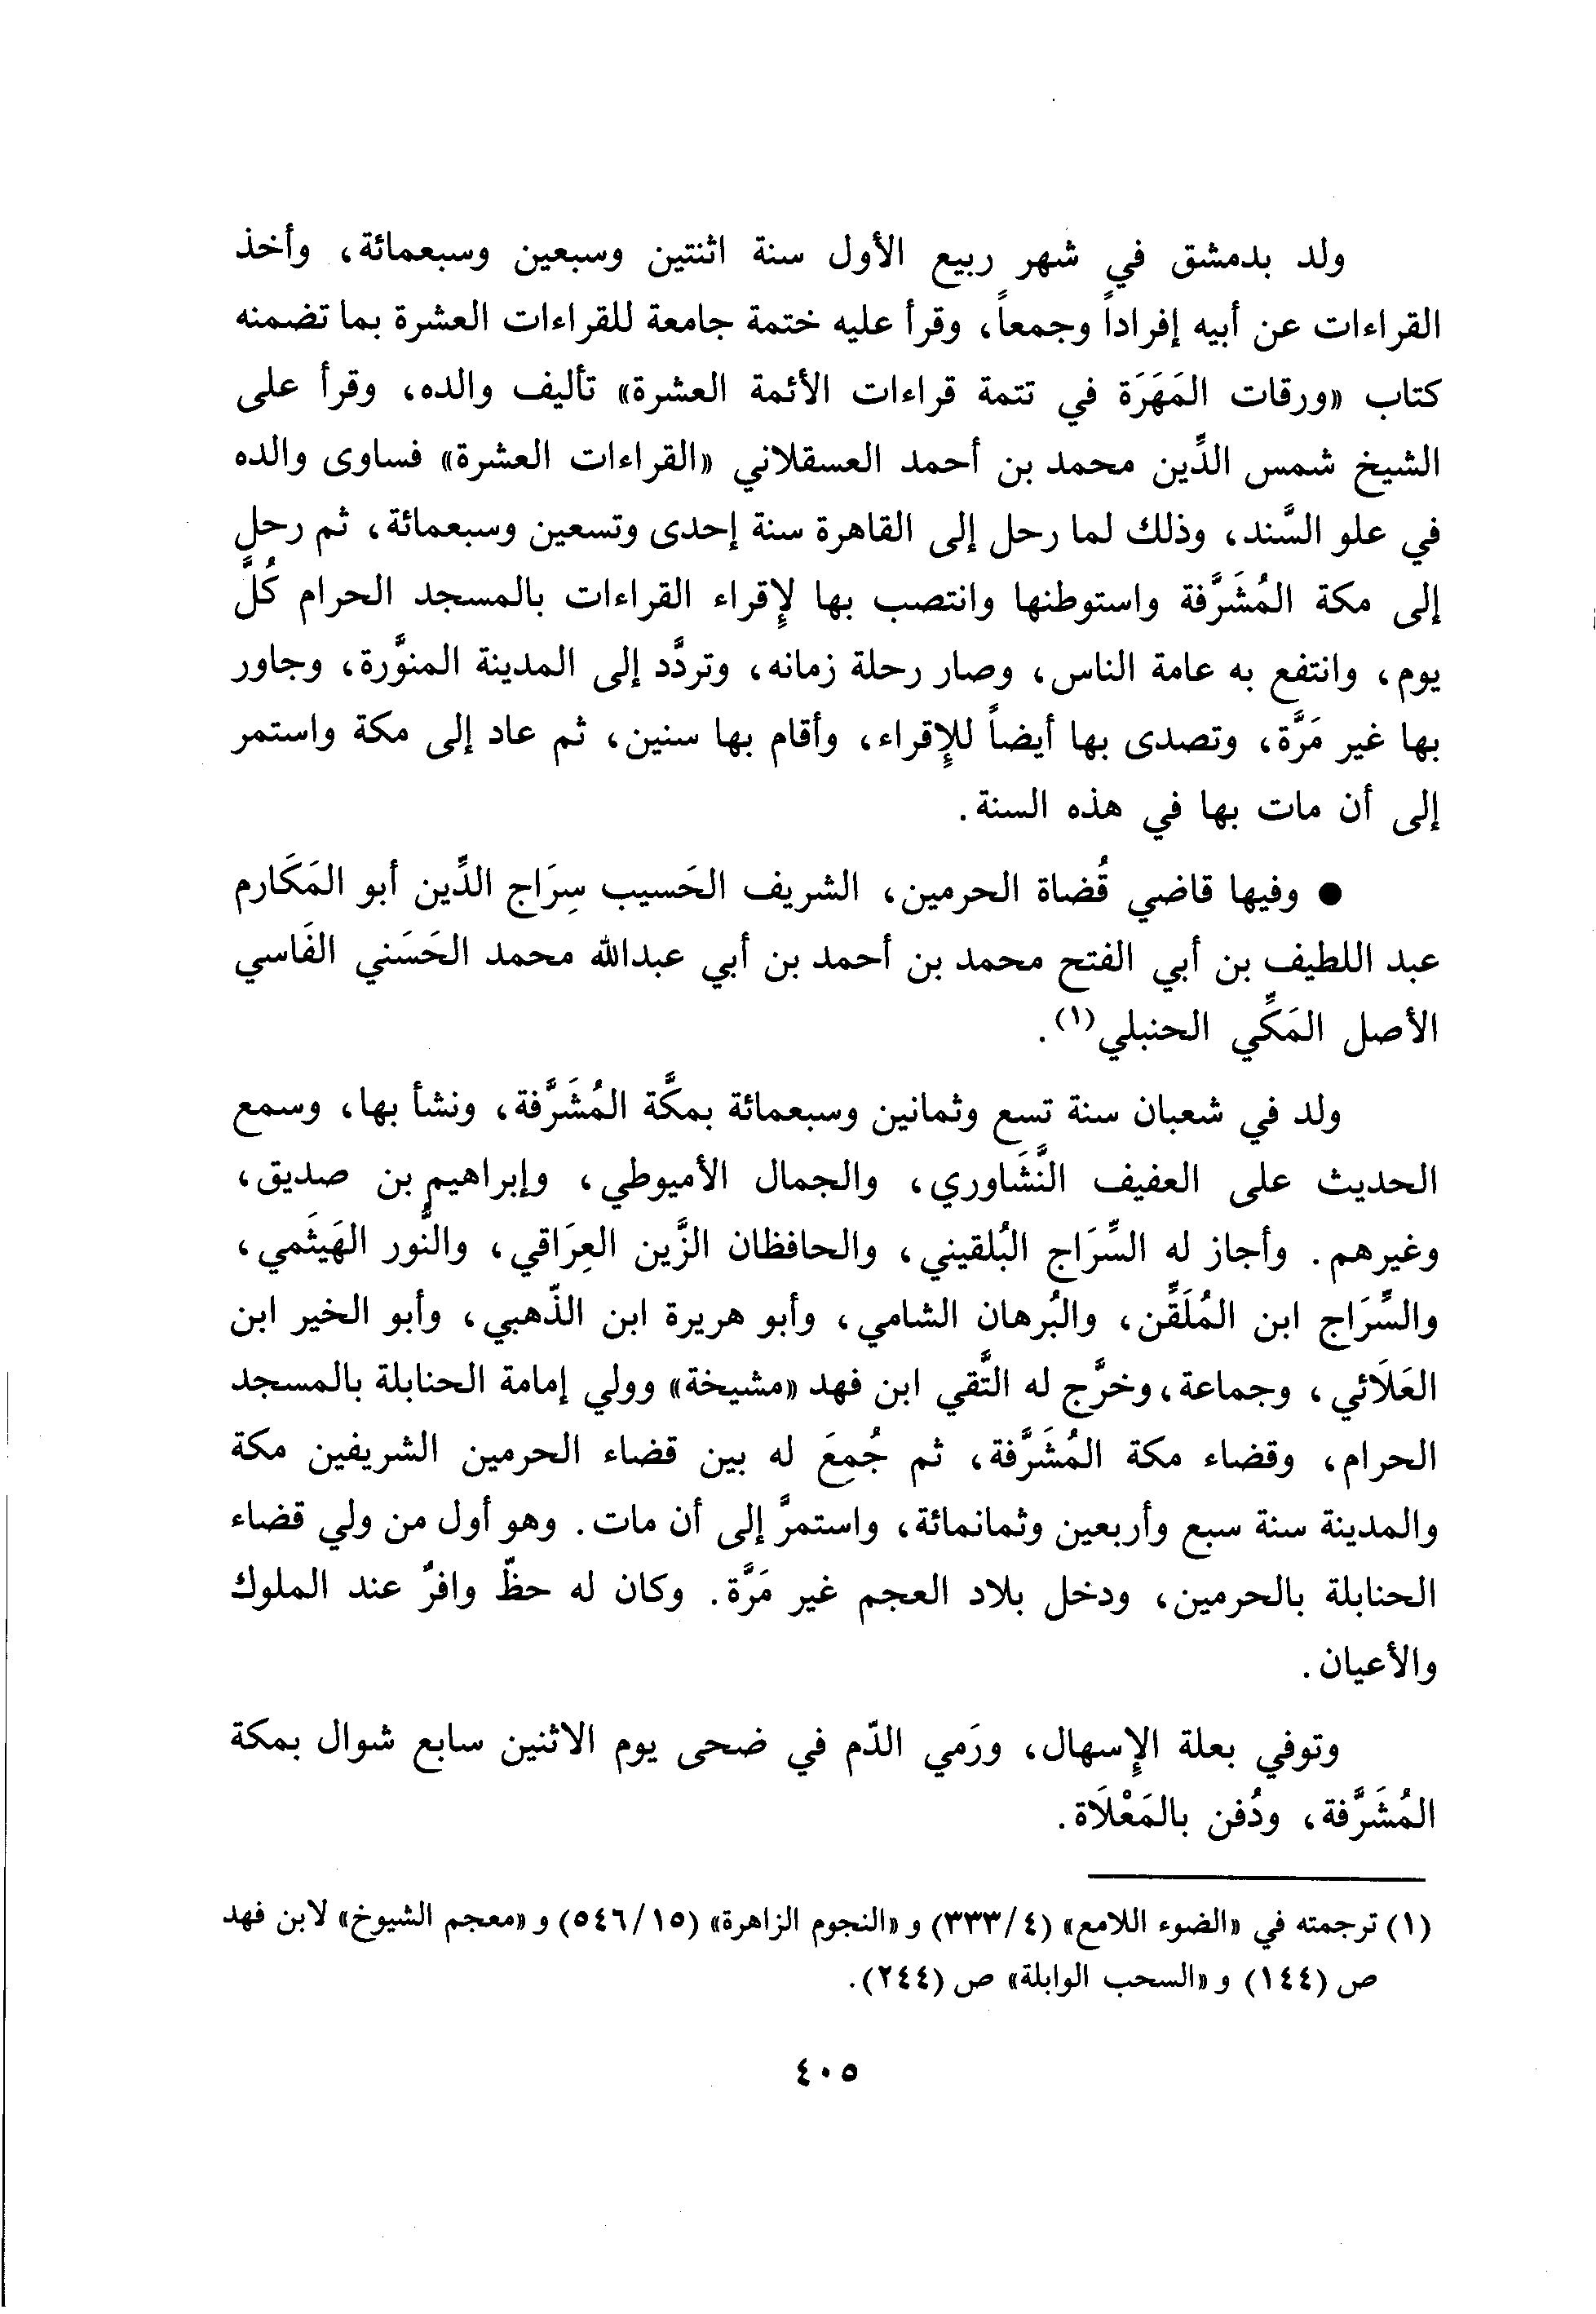 ولد بدمشق في شهر ربيع الأول سنة اثنتين وسبعين وسبعمائة، وأخذ
القراءات عن أبيه إفراداً وجمعاً، وقرأ عليه ختمة جامعة للقراءات العشرة بما تضمنه
كتاب «ورقات المَهَرَة في تتمة قراءات الأئمة العشرة» تأليف والده، وقرأ على
الشيخ شمس الدِّين محمد بن أحمد العسقلاني «القراءات العشرة» فساوى والده
في علو السَّند، وذلك لما رحل إلى القاهرة سنة إحدى وتسعين وسبعمائة، ثم رحل
إلى مكة المُشَرَّفة واستوطنها وانتصب بها لإقراء القراءات بالمسجد الحرام كُلَّ
يوم، وانتفع به عامة الناس، وصار رحلة زمانه، وتردَّد إلى المدينة المنوَّرة، وجاور
بها غير مَرَّة، وتصدى بها أيضاً للإقراء، وأقام بها سنين، ثم عاد إلى مكة واستمر
إلى أن مات بها في هذه السنة.
● وفيها قاضي قُضاة الحرمين، الشريف الحَسيب سِرَاج الدِّين أبو المَكَارم
عبد اللطيف بن أبي الفتح محمد بن أحمد بن أبي عبدالله محمد الحَسَني الفَاسي
الأصل المَكِّي الحنبلي(١).
ولد في شعبان سنة تسع وثمانين وسبعمائة بمكَّة المُشَرَّفة، ونشأ بها، وسمع
الحديث على العفيف النَّشَاوري، والجمال الأميوطي، وإبراهيم بن صديق،
وغيرهم. وأجاز له السِّرَاج البُلقيني، والحافظان الزَّين العِرَاقي، والنُّور الهَيثَمي،
والسِّرَاج ابن المُلَقِّن، والبُرهان الشامي، وأبو هريرة ابن الذّهبي، وأبو الخير ابن
العَلَائي، وجماعة، وخرَّج له التَّقي ابن فهد «مشيخة» وولي إمامة الحنابلة بالمسجد
الحرام، وقضاء مكة المُشَرَّفة، ثم جُمِعَ له بين قضاء الحرمين الشريفين مكة
والمدينة سنة سبع وأربعين وثمانمائة، واستمرَّ إلى أن مات. وهو أول من ولي قضاء
الحنابلة بالحرمين، ودخل بلاد العجم غير مَرَّة. وكان له حظّ وافرٌ عند الملوك
والأعيان.
وتوفي بعلة الإسهال، ورَمي الدّم في ضحى يوم الاثنين سابع شوال بمكة
المُشَرَّفة، ودُفن بالمَعْلَاة.
(١) ترجمته في «الضوء اللامع» (٣٣٣/٤) و «النجوم الزاهرة» (٥٤٦/١٥) و «معجم الشيوخ» لابن فهد
ص (١٤٤) و «السحب الوابلة» ص (٢٤٤).
٤٠٥